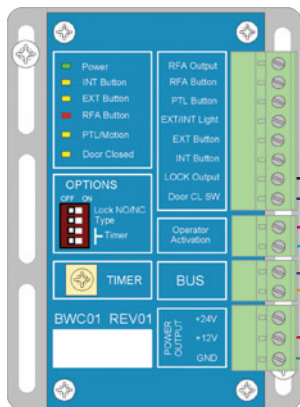 Power
INT Button
EXT Button
RFA Button
PTL/Motion
Door Closed
RFA Output
RFA Button
PTL Button
EXT/INT Light
EXT Button
INT Button
LOCK Output
Door CL SW
OPTIONS
OFF ON
Lock NO/NC
Type
Timer
Operator
Activation
TIMER
BUS
BWC01 REV01
POWER
OUTPUT
+24V
+12V
GND